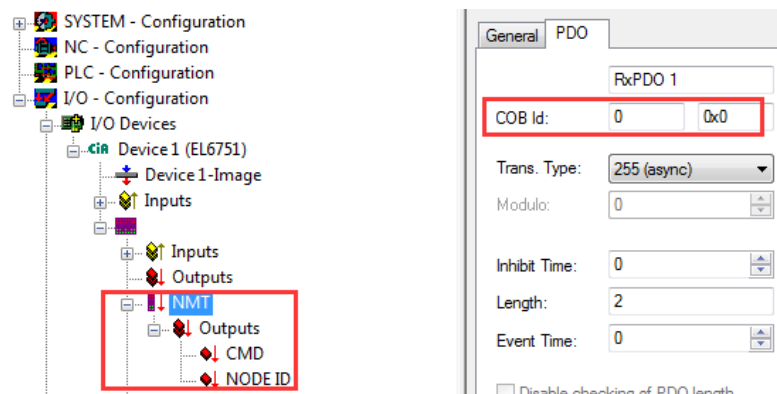 SYSTEM - Configuration
NC - Configuration
PLC - Configuration
I/O - Configuration
I/O Devices
CiA Device 1 (EL6751)
Device 1-Image
Inputs
Inputs
Outputs
NMT
Outputs
CMD
NODE ID
General PDO
RxPDO 1
COB Id: 0 0x0
Trans. Type: 255 (async)
Modulo: 0
Inhibit Time: 0
Length: 2
Event Time: 0
Disable checking of PDO length